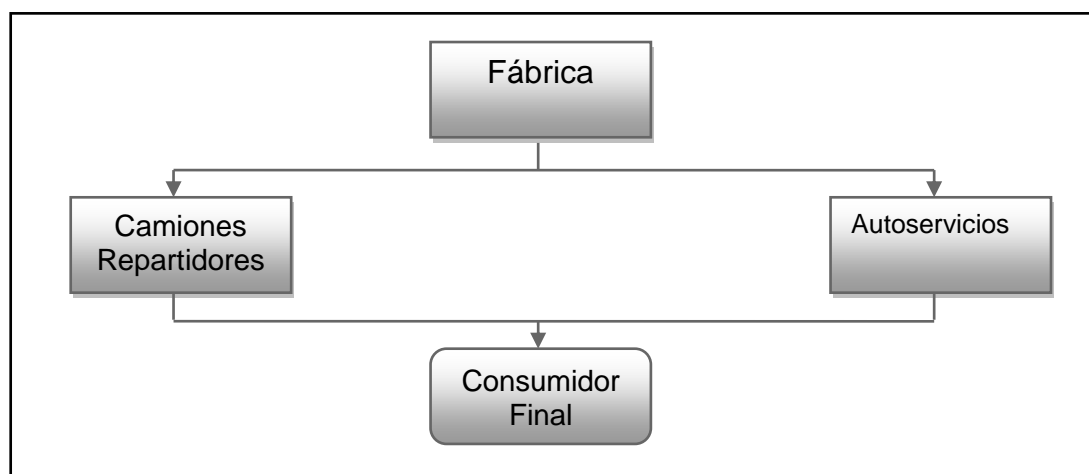 Fábrica
Camiones
Repartidores
Autoservicios
Consumidor
Final